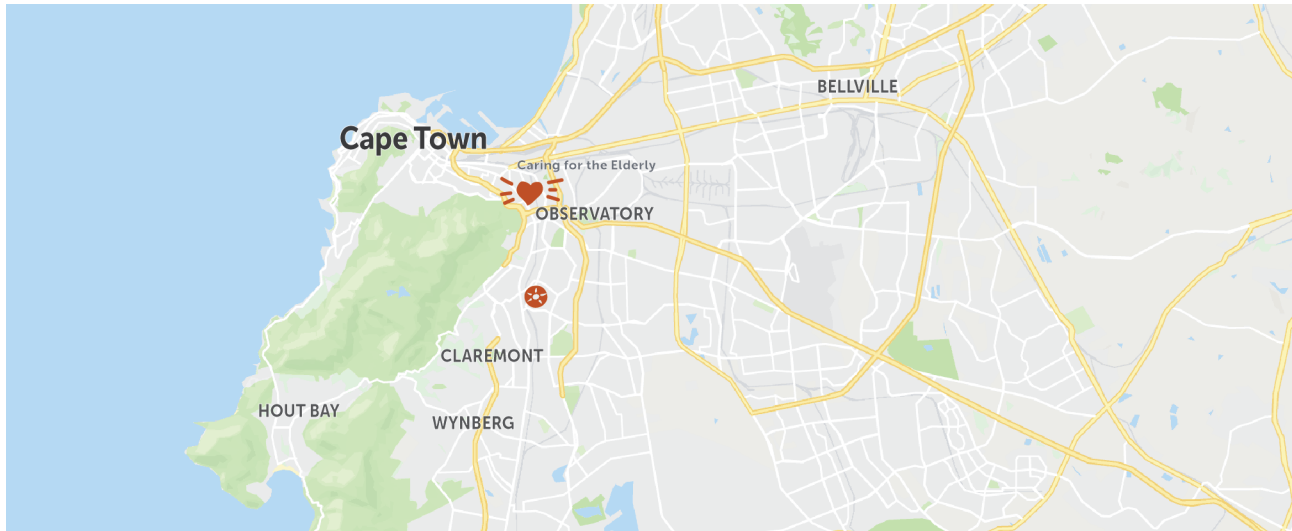 BELLVILLE
Cape Town
Caring for the Elderly
OBSERVATORY
CLAREMONT
HOUT BAY
WYNBERG